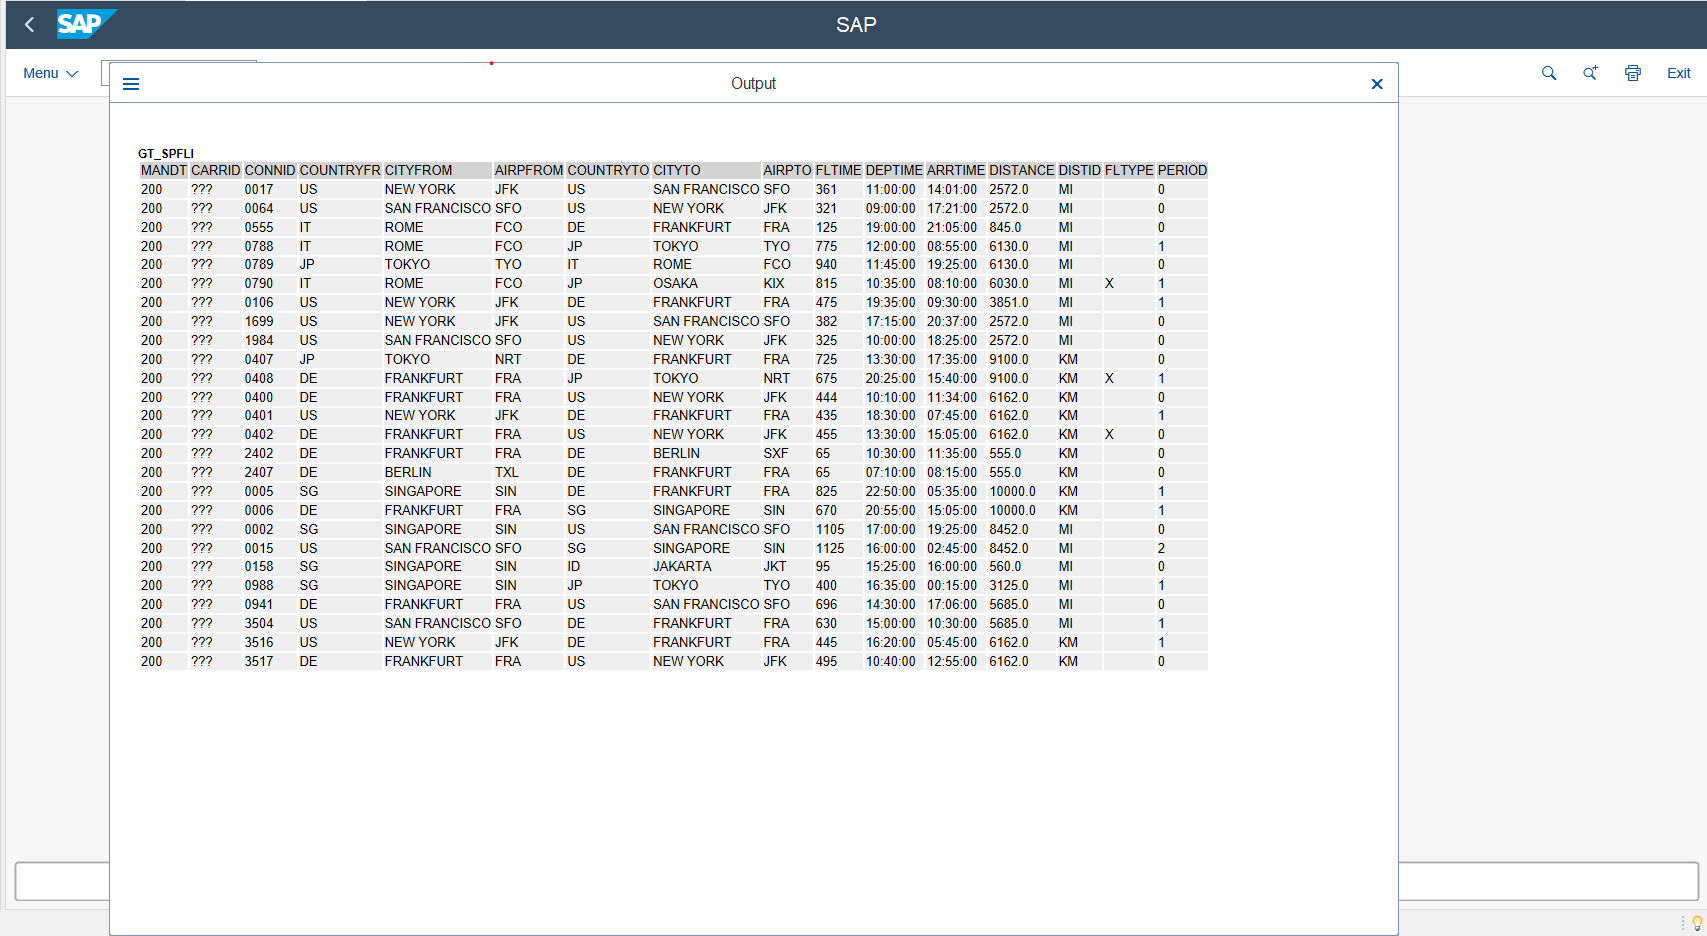 SAP SAP
Menu Exit
Output
GT_SPFLI
MANDT CARRID CONNID COUNTRYFR CITYFROM AIRPFROM COUNTRYTO CITYTO AIRPTO FLTIME DEPTIME ARRTIME DISTANCE DISTID FLTYPE PERIOD
200 ??? 0017 US NEW YORK JFK US SAN FRANCISCO SFO 361 11:00:00 14:01:00 2572.0 MI 0
200 ??? 0064 US SAN FRANCISCO SFO US NEW YORK JFK 321 09:00:00 17:21:00 2572.0 MI 0
200 ??? 0555 IT ROME FCO DE FRANKFURT FRA 125 19:00:00 21:05:00 845.0 MI 0
200 ??? 0788 IT ROME FCO JP TOKYO TYO 775 12:00:00 08:55:00 6130.0 MI 1
200 ??? 0789 JP TOKYO TYO IT ROME FCO 940 11:45:00 19:25:00 6130.0 MI 0
200 ??? 0790 IT ROME FCO JP OSAKA KIX 815 10:35:00 08:10:00 6030.0 MI X 1
200 ??? 0106 US NEW YORK JFK DE FRANKFURT FRA 475 19:35:00 09:30:00 3851.0 MI 1
200 ??? 1699 US NEW YORK JFK US SAN FRANCISCO SFO 382 17:15:00 20:37:00 2572.0 MI 0
200 ??? 1984 US SAN FRANCISCO SFO US NEW YORK JFK 325 10:00:00 18:25:00 2572.0 MI 0
200 ??? 0407 JP TOKYO NRT DE FRANKFURT FRA 725 13:30:00 17:35:00 9100.0 KM 0
200 ??? 0408 DE FRANKFURT FRA JP TOKYO NRT 675 20:25:00 15:40:00 9100.0 KM X 1
200 ??? 0400 DE FRANKFURT FRA US NEW YORK JFK 444 10:10:00 11:34:00 6162.0 KM 0
200 ??? 0401 US NEW YORK JFK DE FRANKFURT FRA 435 18:30:00 07:45:00 6162.0 KM 1
200 ??? 0402 DE FRANKFURT FRA US NEW YORK JFK 455 13:30:00 15:05:00 6162.0 KM X 0
200 ??? 2402 DE FRANKFURT FRA DE BERLIN SXF 65 10:30:00 11:35:00 555.0 KM 0
200 ??? 2407 DE BERLIN TXL DE FRANKFURT FRA 65 07:10:00 08:15:00 555.0 KM 0
200 ??? 0005 SG SINGAPORE SIN DE FRANKFURT FRA 825 22:50:00 05:35:00 10000.0 KM 1
200 ??? 0006 DE FRANKFURT FRA SG SINGAPORE SIN 670 20:55:00 15:05:00 10000.0 KM 1
200 ??? 0002 SG SINGAPORE SIN US SAN FRANCISCO SFO 1105 17:00:00 19:25:00 8452.0 MI 0
200 ??? 0015 US SAN FRANCISCO SFO SG SINGAPORE SIN 1125 16:00:00 02:45:00 8452.0 MI 2
200 ??? 0158 SG SINGAPORE SIN ID JAKARTA JKT 95 15:25:00 16:00:00 560.0 MI 0
200 ??? 0988 SG SINGAPORE SIN JP TOKYO TYO 400 16:35:00 00:15:00 3125.0 MI 1
200 ??? 0941 DE FRANKFURT FRA US SAN FRANCISCO SFO 696 14:30:00 17:06:00 5685.0 MI 0
200 ??? 3504 US SAN FRANCISCO SFO DE FRANKFURT FRA 630 15:00:00 10:30:00 5685.0 MI 1
200 ??? 3516 US NEW YORK JFK DE FRANKFURT FRA 445 16:20:00 05:45:00 6162.0 KM 1
200 ??? 3517 DE FRANKFURT FRA US NEW YORK JFK 495 10:40:00 12:55:00 6162.0 KM 0